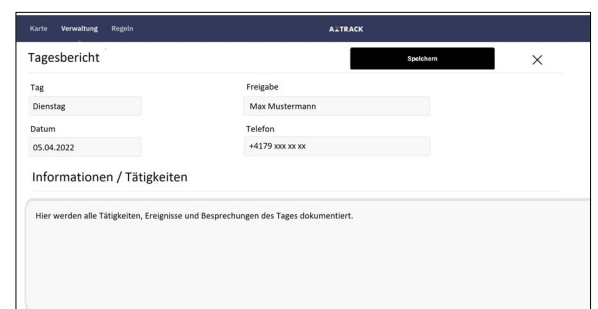 Karte Verwaltung Regeln AZTRACK
Tagesbericht Speichern
Tag Freigabe
Dienstag Max Mustermann
Datum Telefon
05.04.2022 +4179 xxx xx xx
Informationen / Tätigkeiten
Hier werden alle Tätigkeiten, Ereignisse und Besprechungen des Tages dokumentiert.